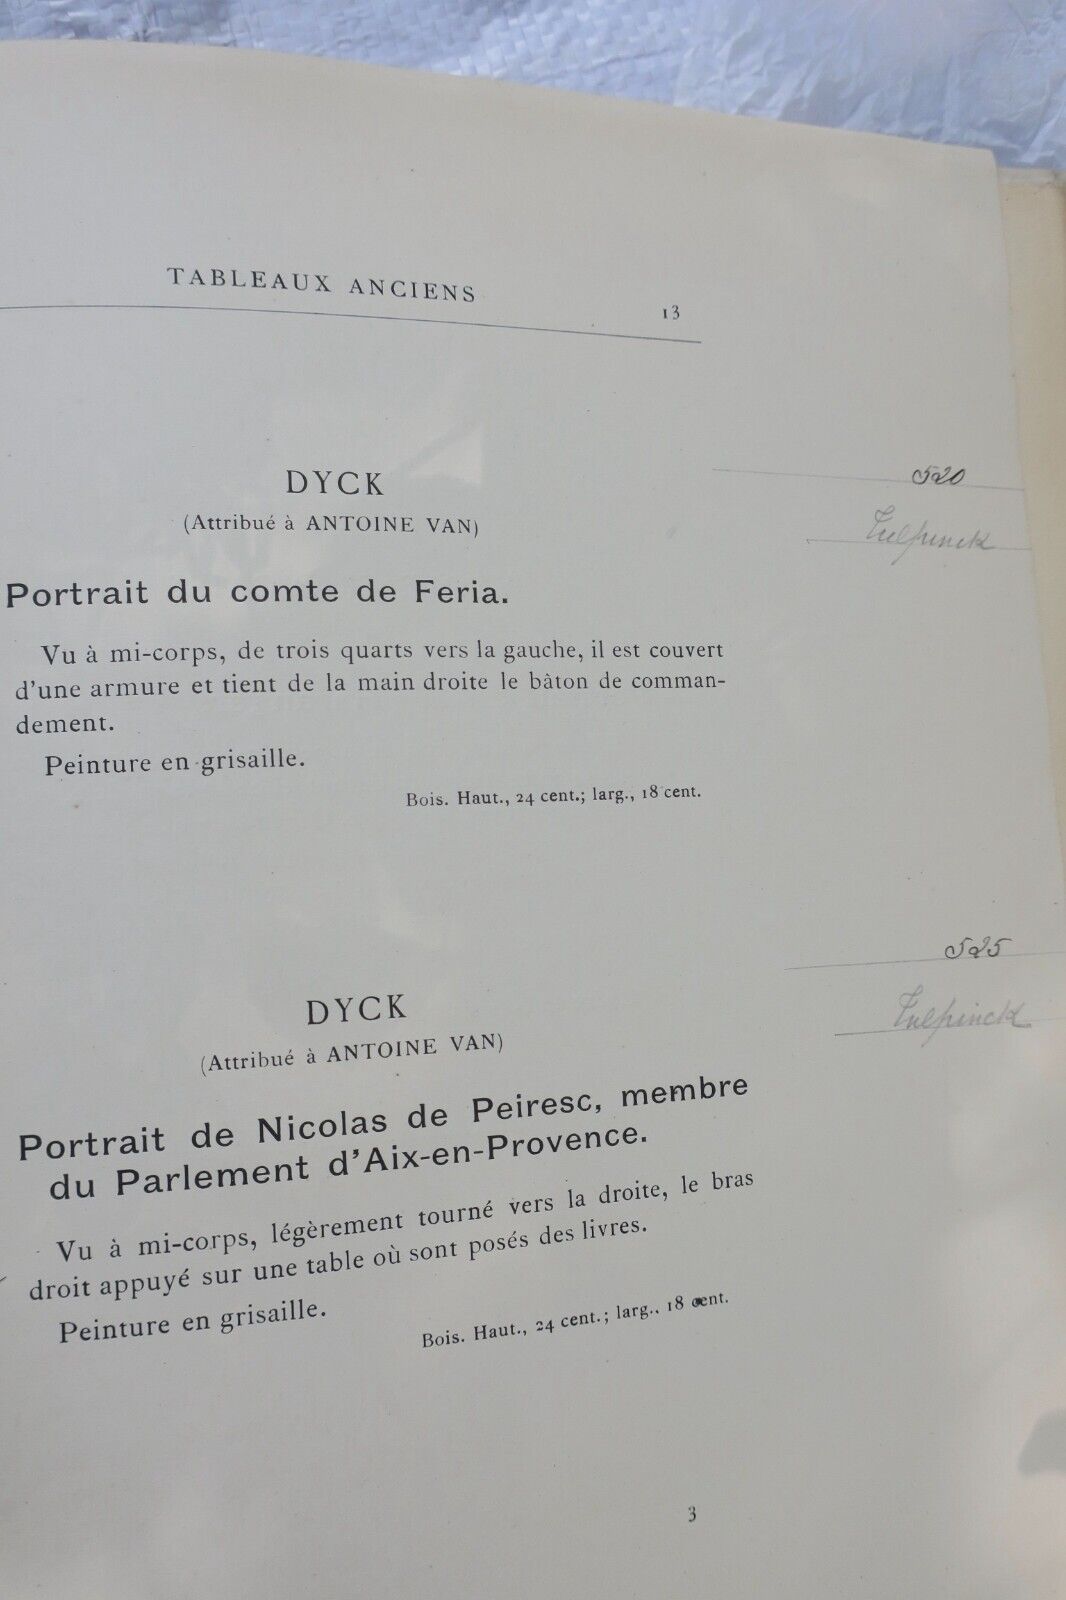 TABLEAUX ANCIENS
13
DYCK
520
(Attribué à ANTOINE VAN)
Portrait du comte de Feria.
Vu à mi-corps, de trois quarts vers la gauche, il est couvert
d'une armure et tient de la main droite le bâton de comman-
dement.
Peinture en grisaille.
Bois. Haut., 24 cent.; larg., 18 cent.
525
DYCK
(Attribué à ANTOINE VAN)
Portrait de Nicolas de Peiresc, membre
du Parlement d'Aix-en-Provence.
Vu à mi-corps, légèrement tourné vers la droite, le bras
droit appuyé sur une table où sont posés des livres.
Peinture en grisaille.
Bois. Haut., 24 cent.; larg., 18 cent.
3